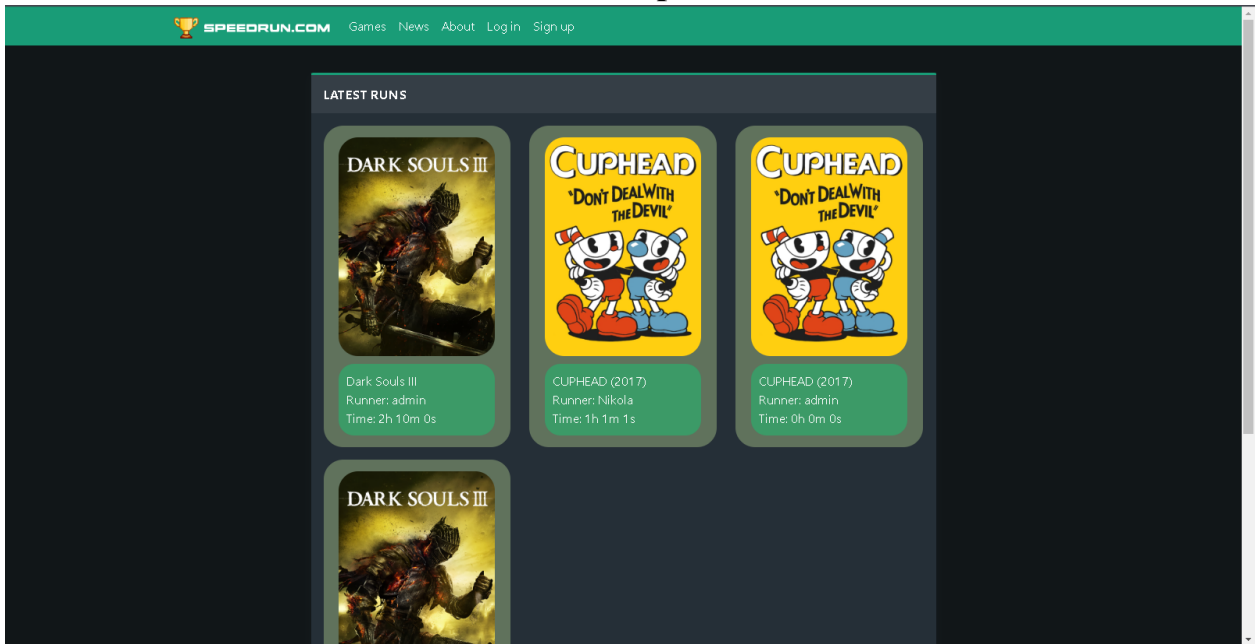 SPEEDRUN.COM Games News About Log in Sign up
LATEST RUNS
DARK SOULS III
CUPHEAD
"DON'T DEAL WITH
THE DEVIL"
CUPHEAD
"DON'T DEAL WITH
THE DEVIL"
Dark Souls III
Runner: admin
Time: 2h 10m 0s
CUPHEAD (2017)
Runner: Nikola
Time: 1h 1m 1s
CUPHEAD (2017)
Runner: admin
Time: 0h 0m 0s
DARK SOULS III